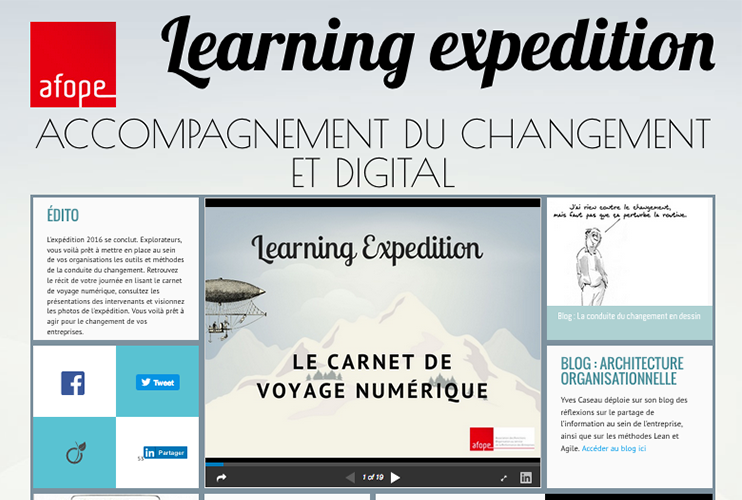 afope
Learning expedition
ACCOMPAGNEMENT DU CHANGEMENT
ET DIGITAL
ÉDITO
L'expédition 2016 se conclut. Explorateurs,
vous voilà prêt à mettre en place au sein
de vos organisations les outils et méthodes
de la conduite du changement. Retrouvez
le récit de votre journée en lisant le carnet
de voyage numérique, consultez les
présentations des intervenants et visionnez
les photos de l'expédition. Vous voilà prêt à
agir pour le changement de vos
entreprises.
Learning Expedition
LE CARNET DE
VOYAGE NUMÉRIQUE
afope
1 of 19
J'ai rien contre le changement,
mais faut pas que ça perturbe la routine.
Blog : La conduite du changement en dessin
Tweet
53
Partager
BLOG : ARCHITECTURE
ORGANISATIONNELLE
Yves Caseau déploie sur son blog des
réflexions sur le partage de
l'information au sein de l'entreprise,
ainsi que sur les méthodes Lean et
Agile. Accéder au blog ici